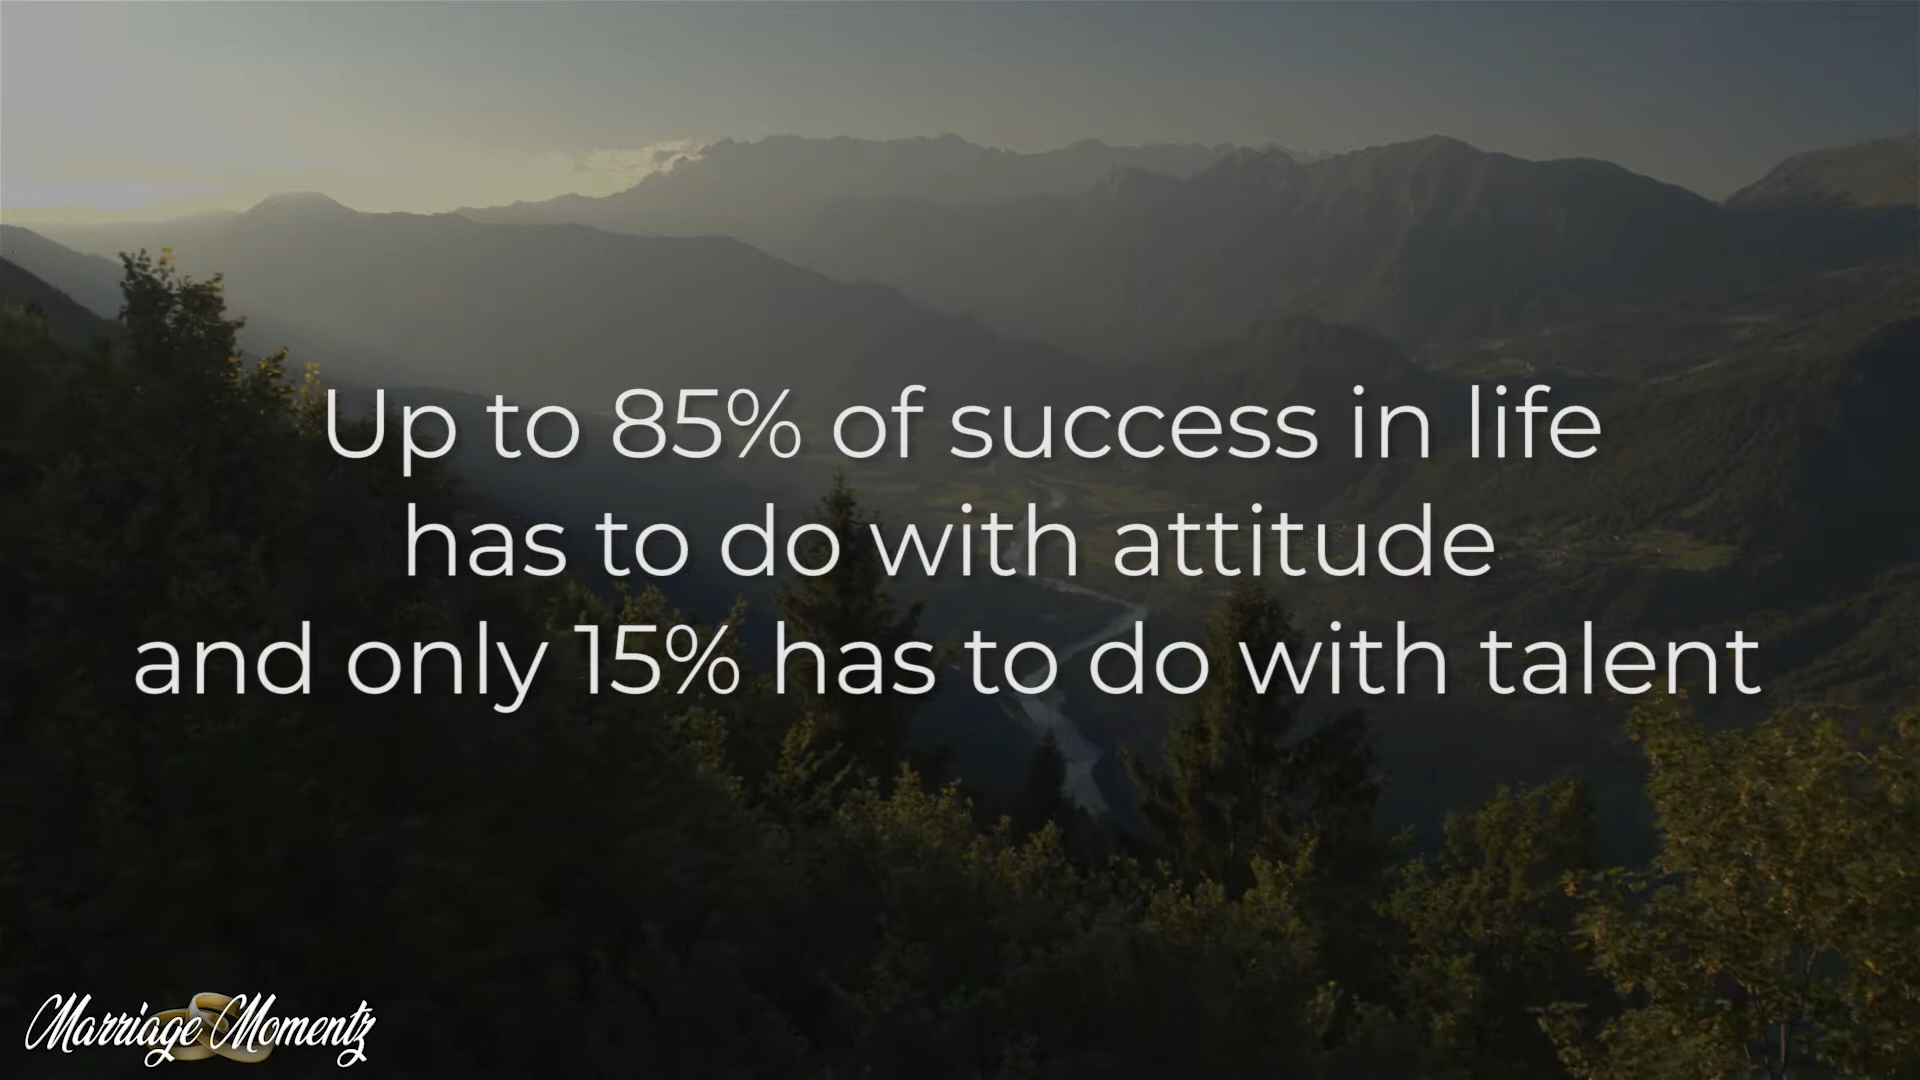 Up to 85% of success in life
has to do with attitude
and only 15% has to do with talent
Marriage Momentz